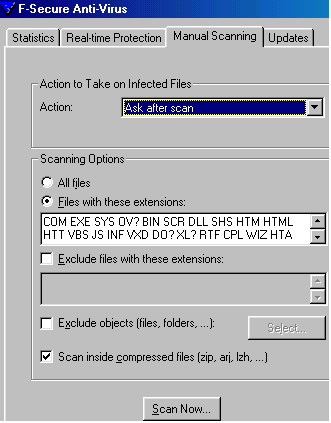 F-Secure Anti-Virus
Statistics Real-time Protection Manual Scanning Updates
Action to Take on Infected Files
Action: Ask after scan
Scanning Options
All files
Files with these extensions:
COM EXE SYS OV? BIN SCR DLL SHS HTM HTML
HTT VBS JS INF VXD DO? XL? RTF CPL WIZ HTA
Exclude files with these extensions:
Exclude objects (files, folders, ...): Select...
Scan inside compressed files (zip, arj, lzh, ...)
Scan Now...